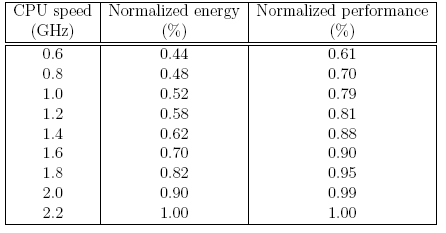 CPU speed Normalized energy Normalized performance
(GHz) (%) (%)
0.6 0.44 0.61
0.8 0.48 0.70
1.0 0.52 0.79
1.2 0.58 0.81
1.4 0.62 0.88
1.6 0.70 0.90
1.8 0.82 0.95
2.0 0.90 0.99
2.2 1.00 1.00